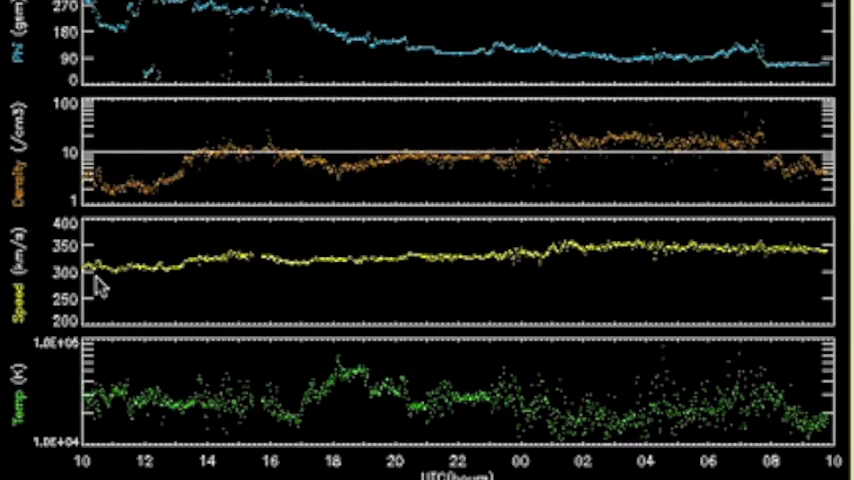 270
180
90
0
Phi (gsm)
100
10
1
Density (/cm3)
400
350
300
250
200
Speed (km/s)
1.0E+05
1.0E+04
Temp (K)
10 12 14 16 18 20 22 00 02 04 06 08 10
UTC(hours)